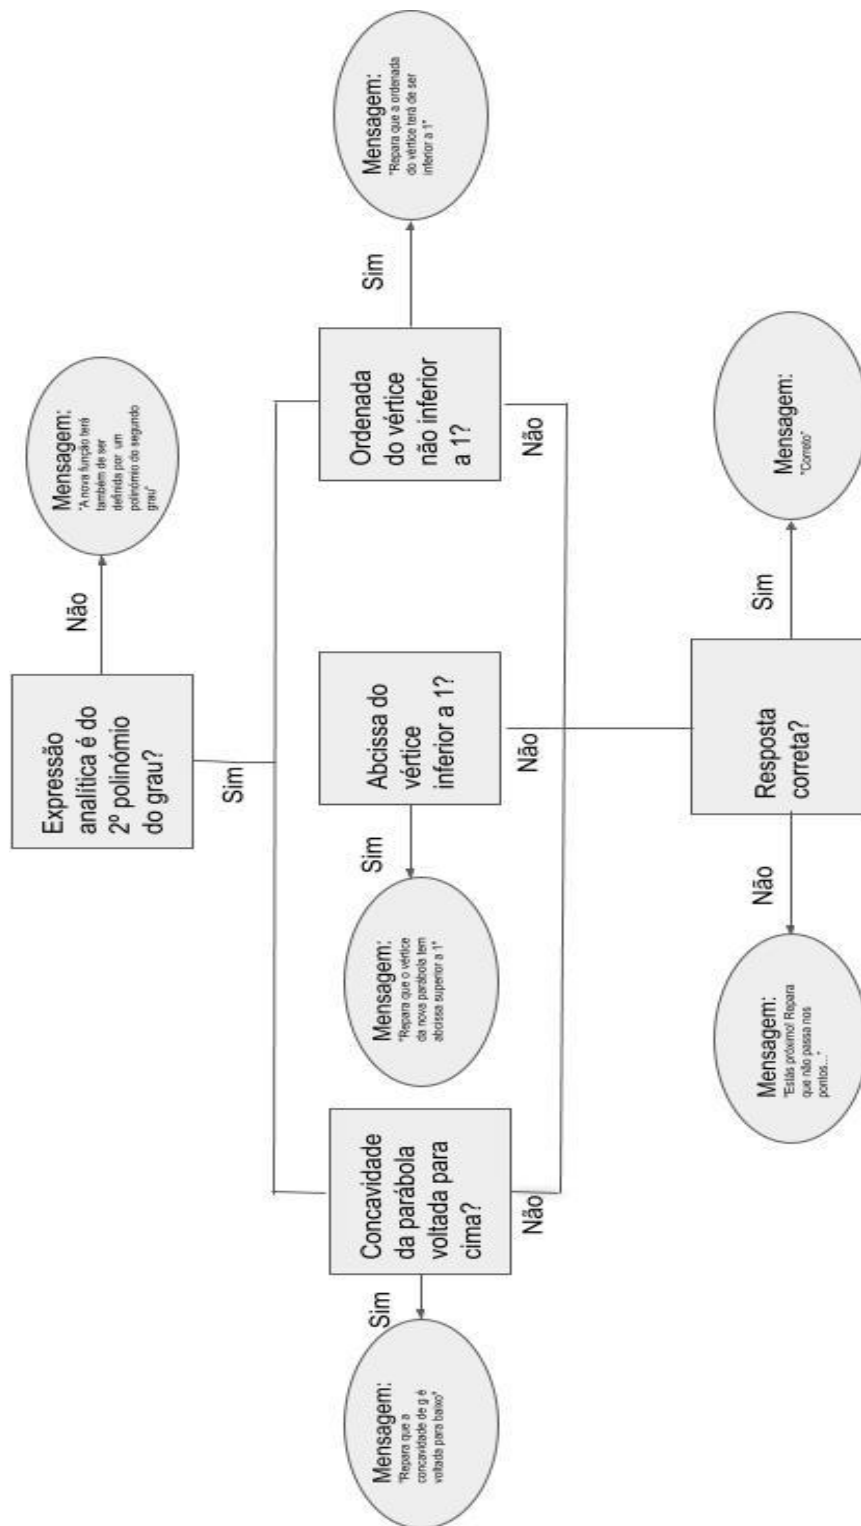 Expressão
analítica é do
2º polinómio
do grau?
Não
Mensagem:
"A nova função terá
também de ser
definida por um
polinómio do segundo
grau"
Sim
Concavidade
da parábola
voltada para
cima?
Sim
Mensagem:
"Repara que a
concavidade de g é
voltada para baixo"
Não
Abcissa do
vértice
inferior a 1?
Sim
Mensagem:
"Repara que o vértice
da nova parábola tem
abcissa superior a 1"
Não
Ordenada
do vértice
não inferior
a 1?
Sim
Mensagem:
"Repara que a ordenada
do vértice terá de ser
inferior a 1"
Não
Resposta
correta?
Não
Mensagem:
"Estás próximo! Repara
que não passa nos
pontos..."
Sim
Mensagem:
"Correto"